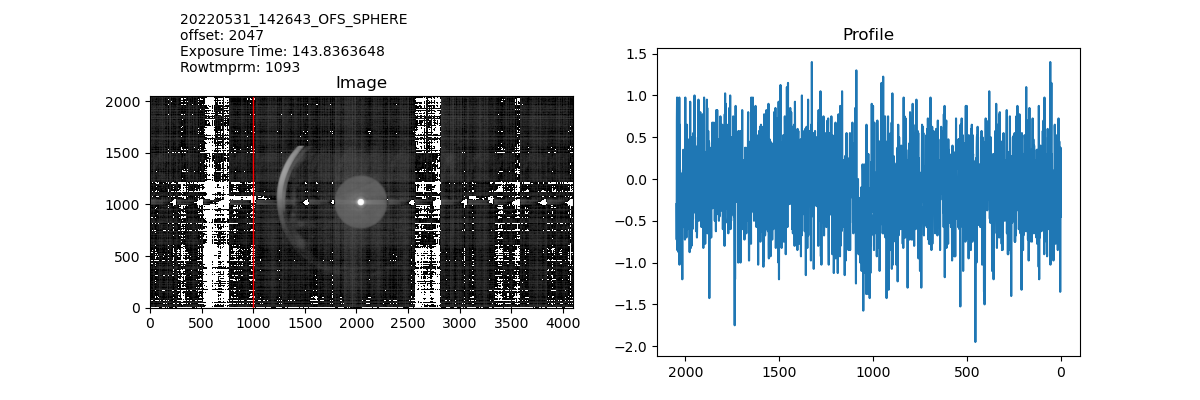 20220531_142643_OFS_SPHERE
offset: 2047
Exposure Time: 143.8363648
Rowtmprm: 1093
Image
2000
1500
1000
500
0
0 500 1000 1500 2000 2500 3000 3500 4000
Profile
1.5
1.0
0.5
0.0
−0.5
−1.0
−1.5
−2.0
2000 1500 1000 500 0